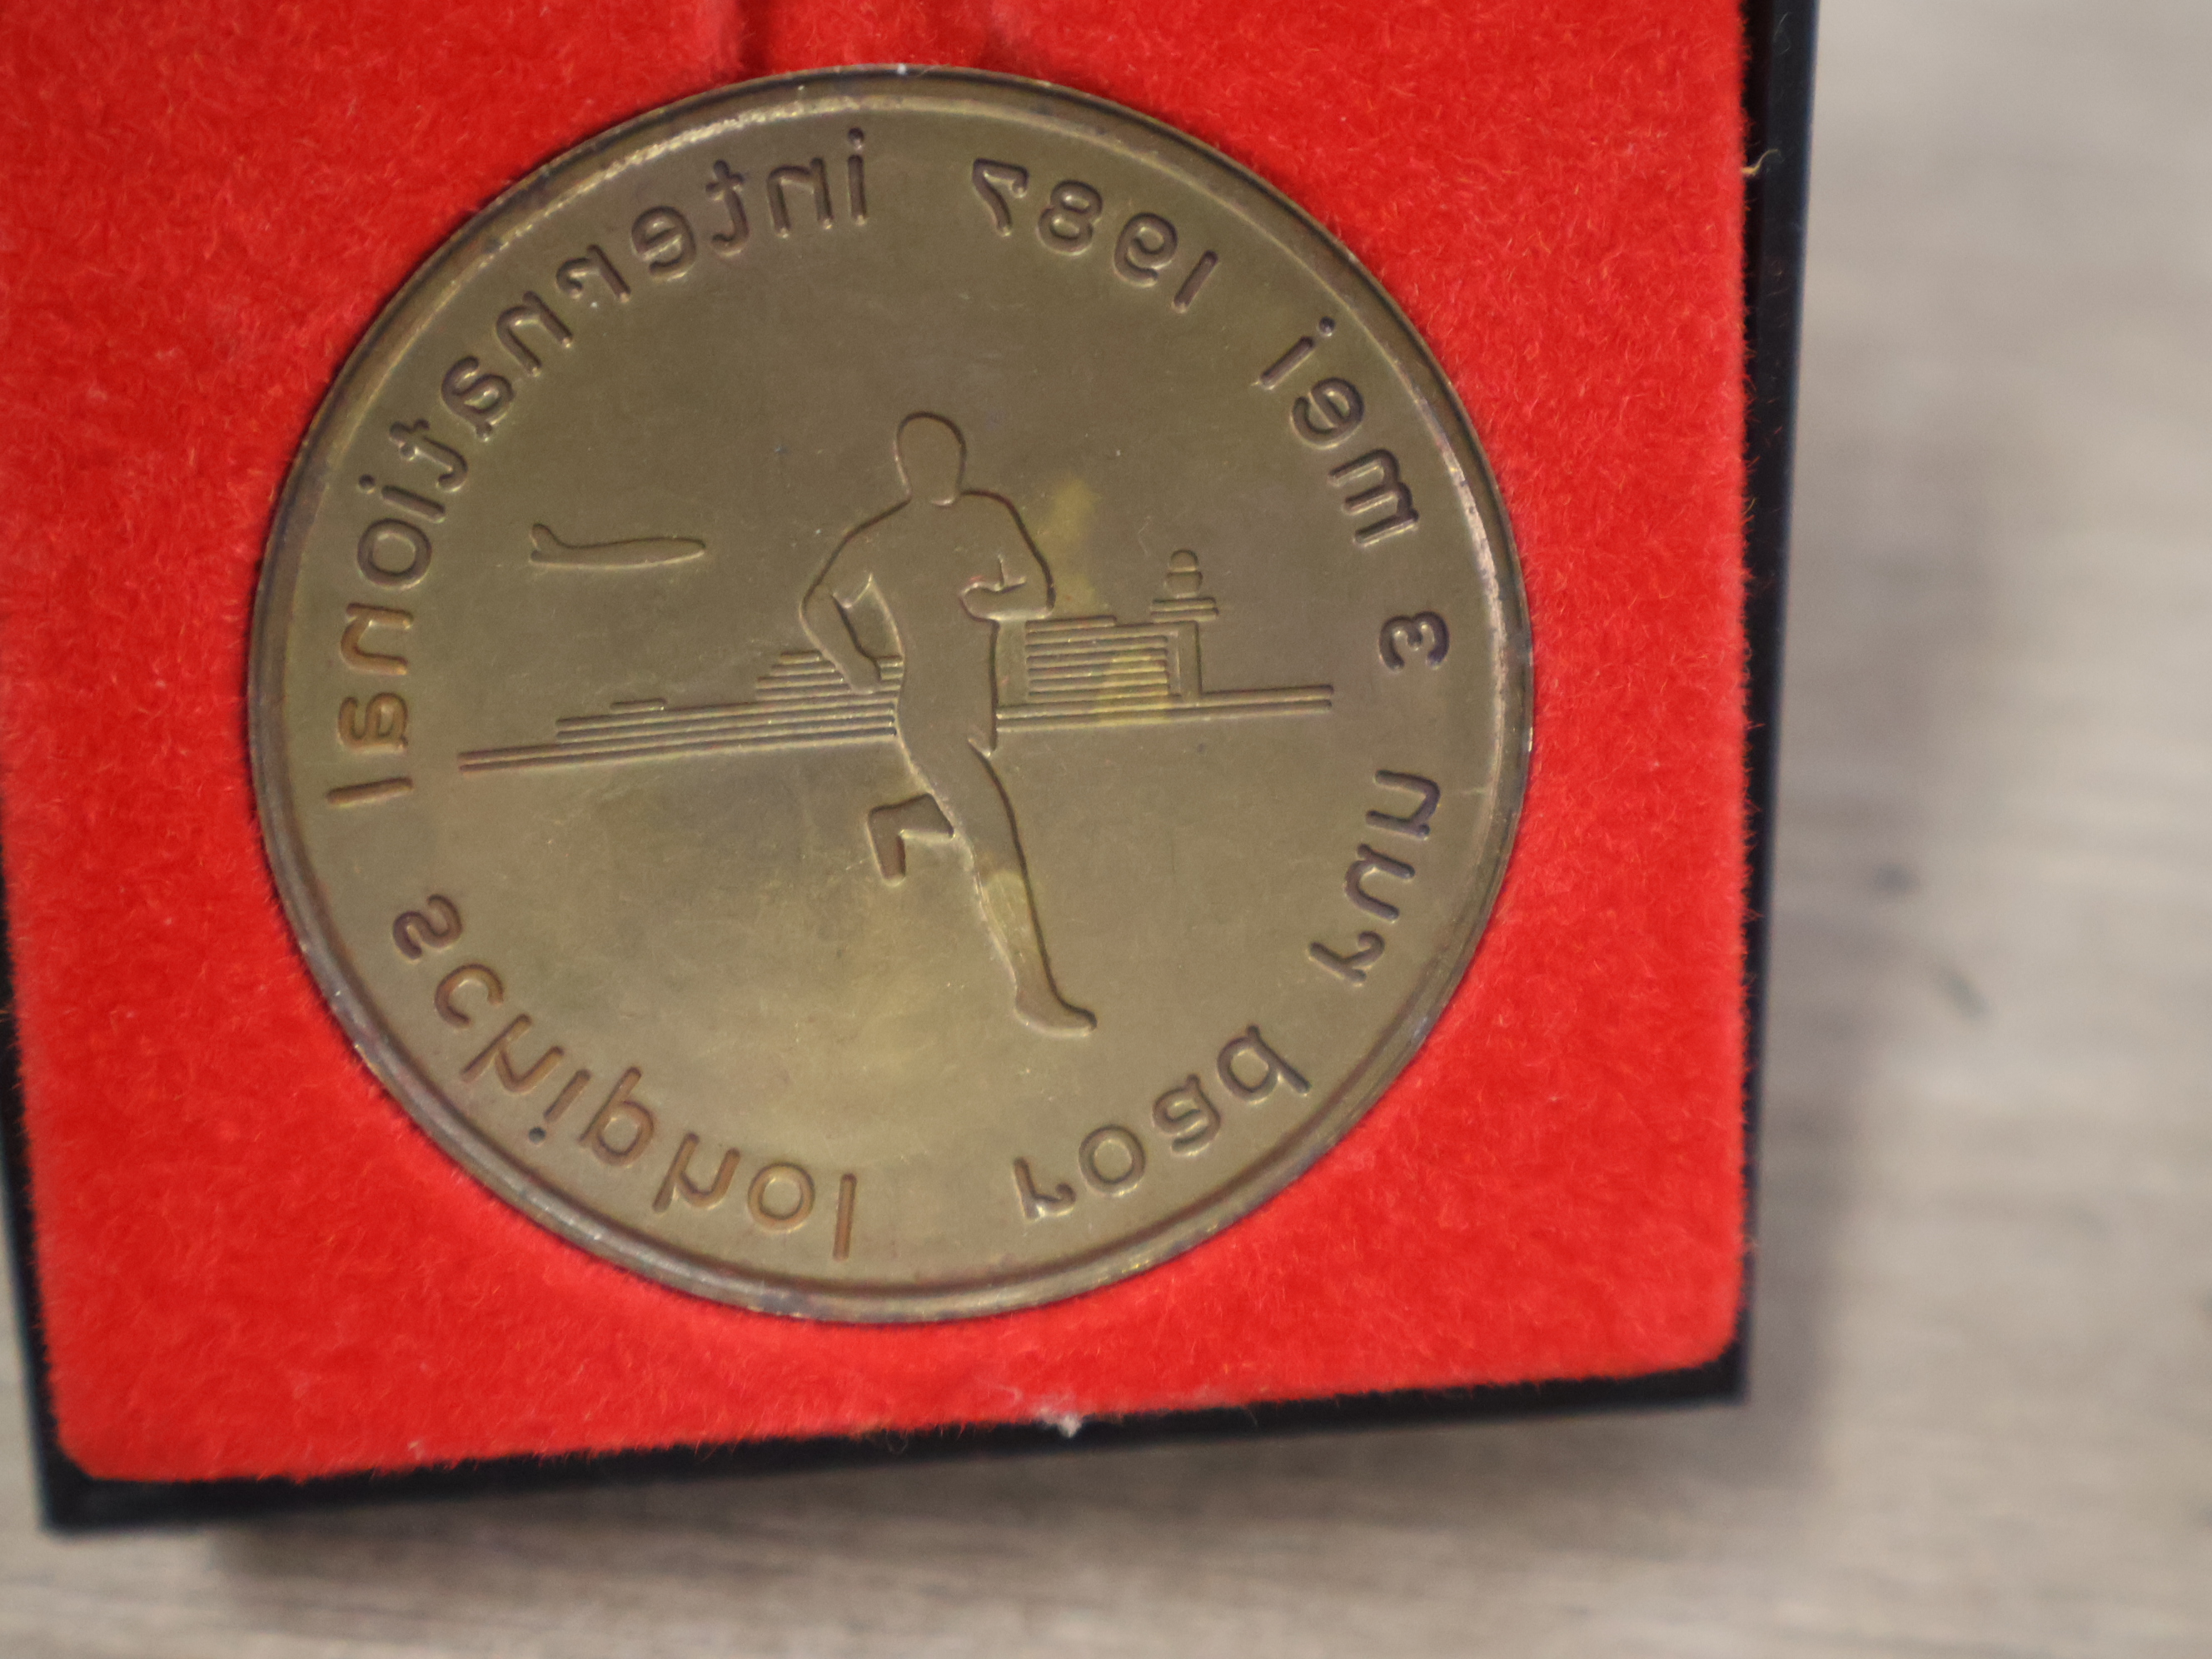 international schiphol road run 3 mei 1987